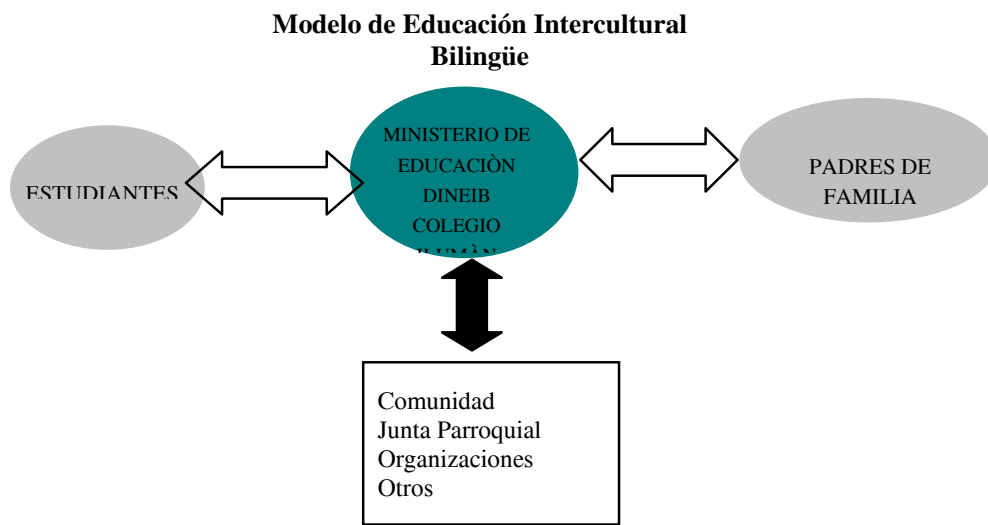 Modelo de Educación Intercultural
Bilingüe
MINISTERIO DE
EDUCACIÒN
DINEIB
COLEGIO
ILUMÀN
ESTUDIANTES
PADRES DE
FAMILIA
Comunidad
Junta Parroquial
Organizaciones
Otros